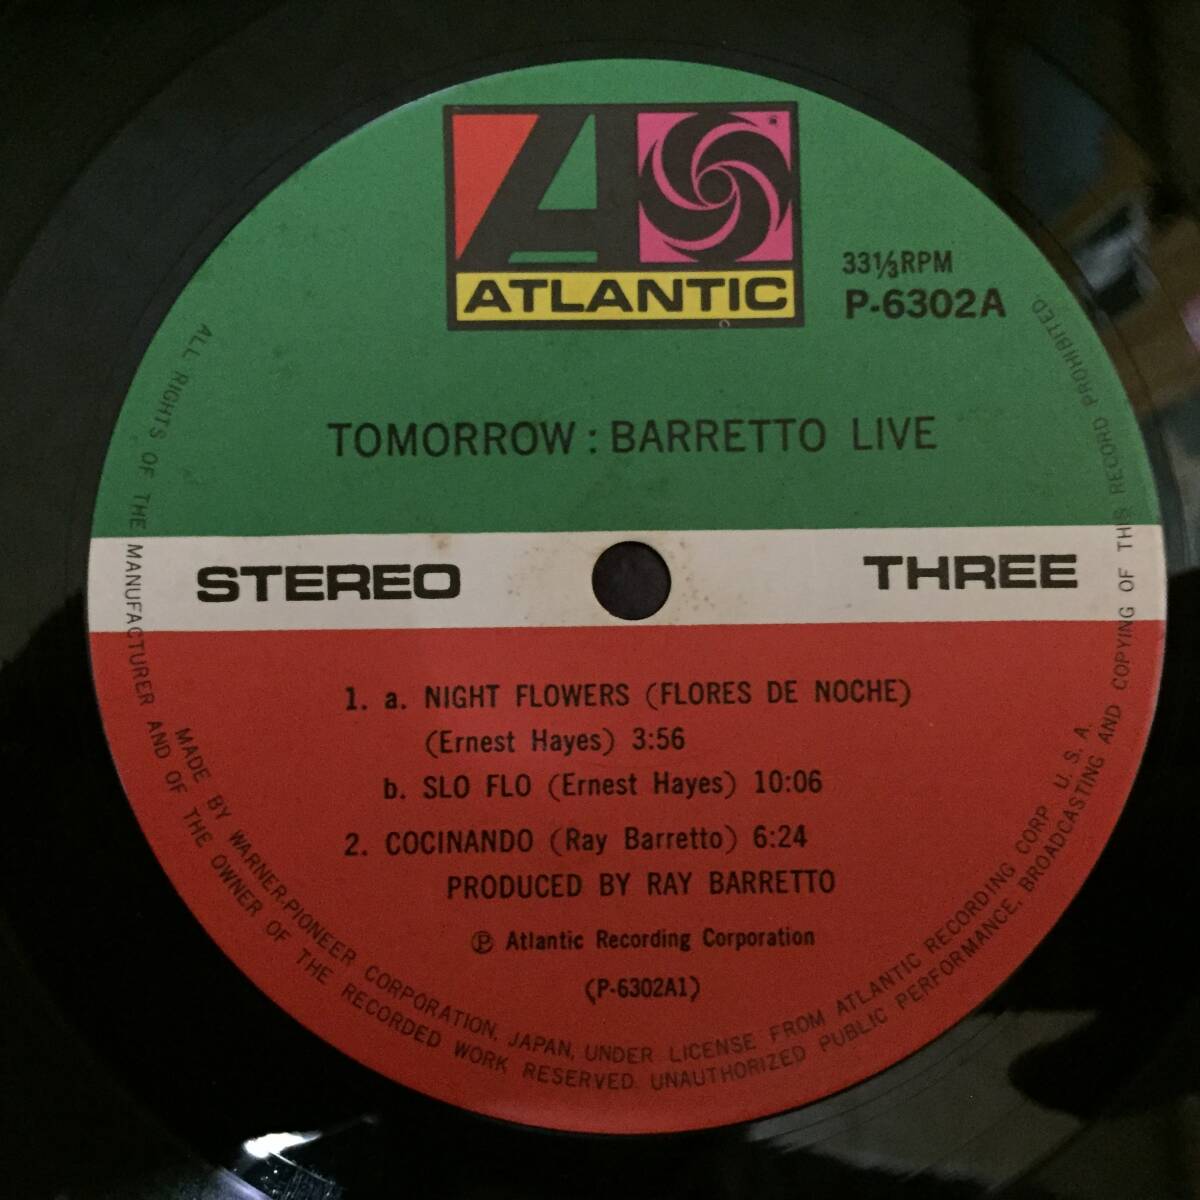 ATLANTIC
33⅓RPM
P-6302A
TOMORROW : BARRETTO LIVE
STEREO
THREE
1. a. NIGHT FLOWERS (FLORES DE NOCHE)
(Ernest Hayes) 3:56
b. SLO FLO (Ernest Hayes) 10:06
2. COCINANDO (Ray Barretto) 6:24
PRODUCED BY RAY BARRETTO
Ⓟ Atlantic Recording Corporation
(P-6302A1)
MADE BY WARNER-PIONEER CORPORATION, JAPAN, UNDER LICENSE FROM ATLANTIC RECORDING CORP. U. S. A.
ALL RIGHTS OF THE MANUFACTURER AND OF THE OWNER OF THE RECORDED WORK RESERVED. UNAUTHORIZED PUBLIC PERFORMANCE, BROADCASTING AND COPYING OF THIS RECORD PROHIBITED.